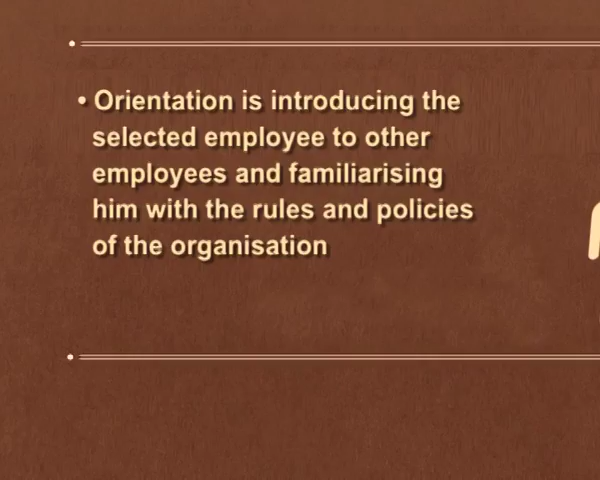 • Orientation is introducing the
selected employee to other
employees and familiarising
him with the rules and policies
of the organisation